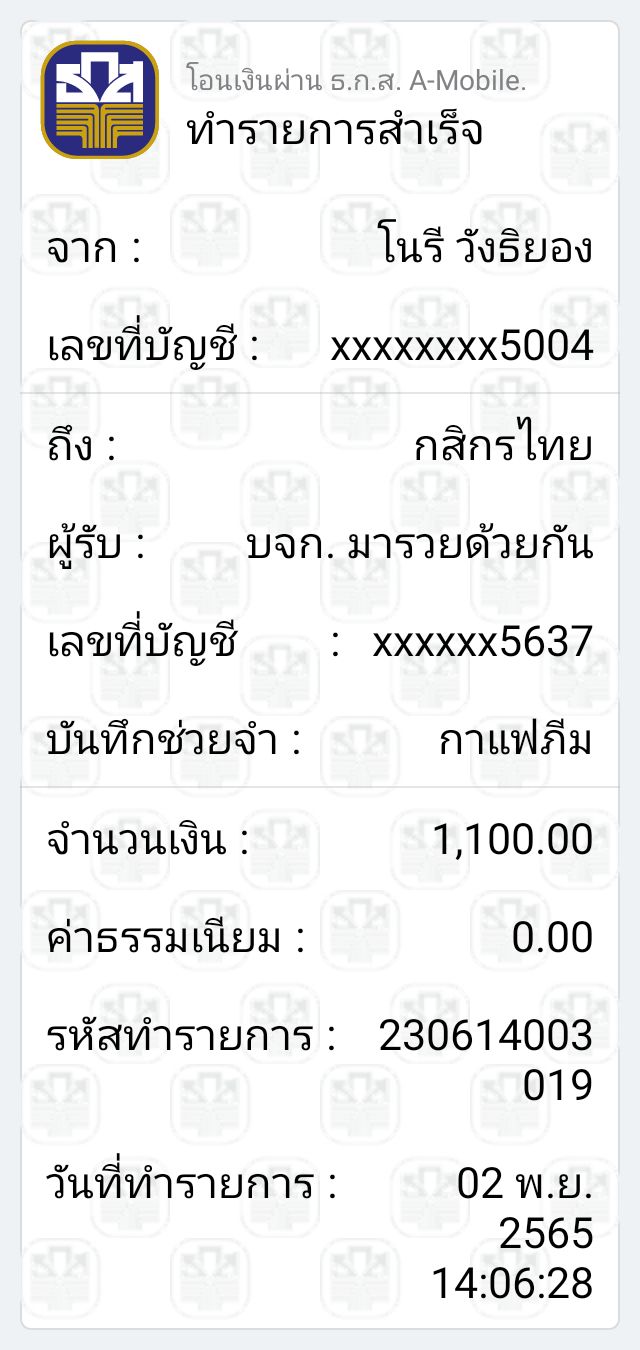 โอนเงินผ่าน ธ.ก.ส. A-Mobile.
ทำรายการสำเร็จ
จาก : โนรี วังธิยอง
เลขที่บัญชี : xxxxxxxx5004
ถึง : กสิกรไทย
ผู้รับ : บจก. มารวยด้วยกัน
เลขที่บัญชี : xxxxxx5637
บันทึกช่วยจำ : กาแฟภีม
จำนวนเงิน : 1,100.00
ค่าธรรมเนียม : 0.00
รหัสทำรายการ : 230614003
019
วันที่ทำรายการ : 02 พ.ย.
2565
14:06:28